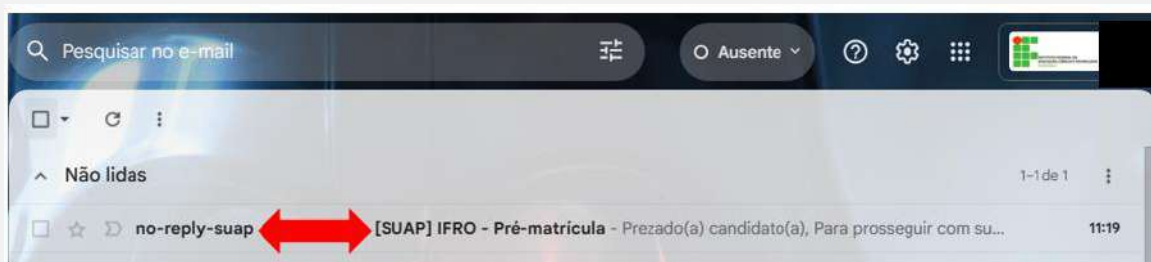 Pesquisar no e-mail
Ausente
Não lidas
1–1 de 1
no-reply-suap [SUAP] IFRO - Pré-matrícula - Prezado(a) candidato(a), Para prosseguir com su... 11:19